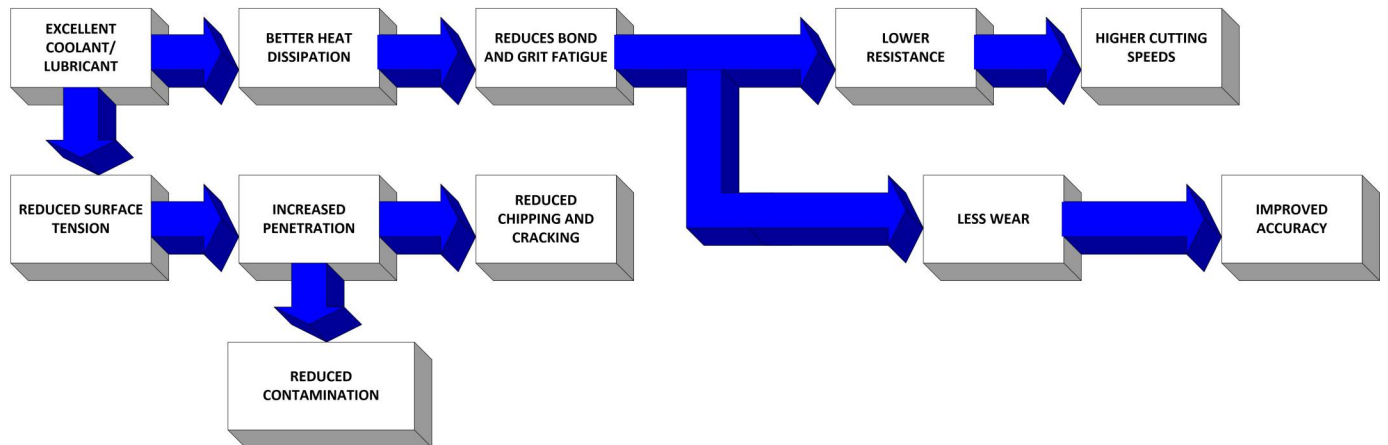 EXCELLENT
COOLANT/
LUBRICANT
BETTER HEAT
DISSIPATION
REDUCES BOND
AND GRIT FATIGUE
LOWER
RESISTANCE
HIGHER CUTTING
SPEEDS
REDUCED SURFACE
TENSION
INCREASED
PENETRATION
REDUCED
CHIPPING AND
CRACKING
LESS WEAR
IMPROVED
ACCURACY
REDUCED
CONTAMINATION